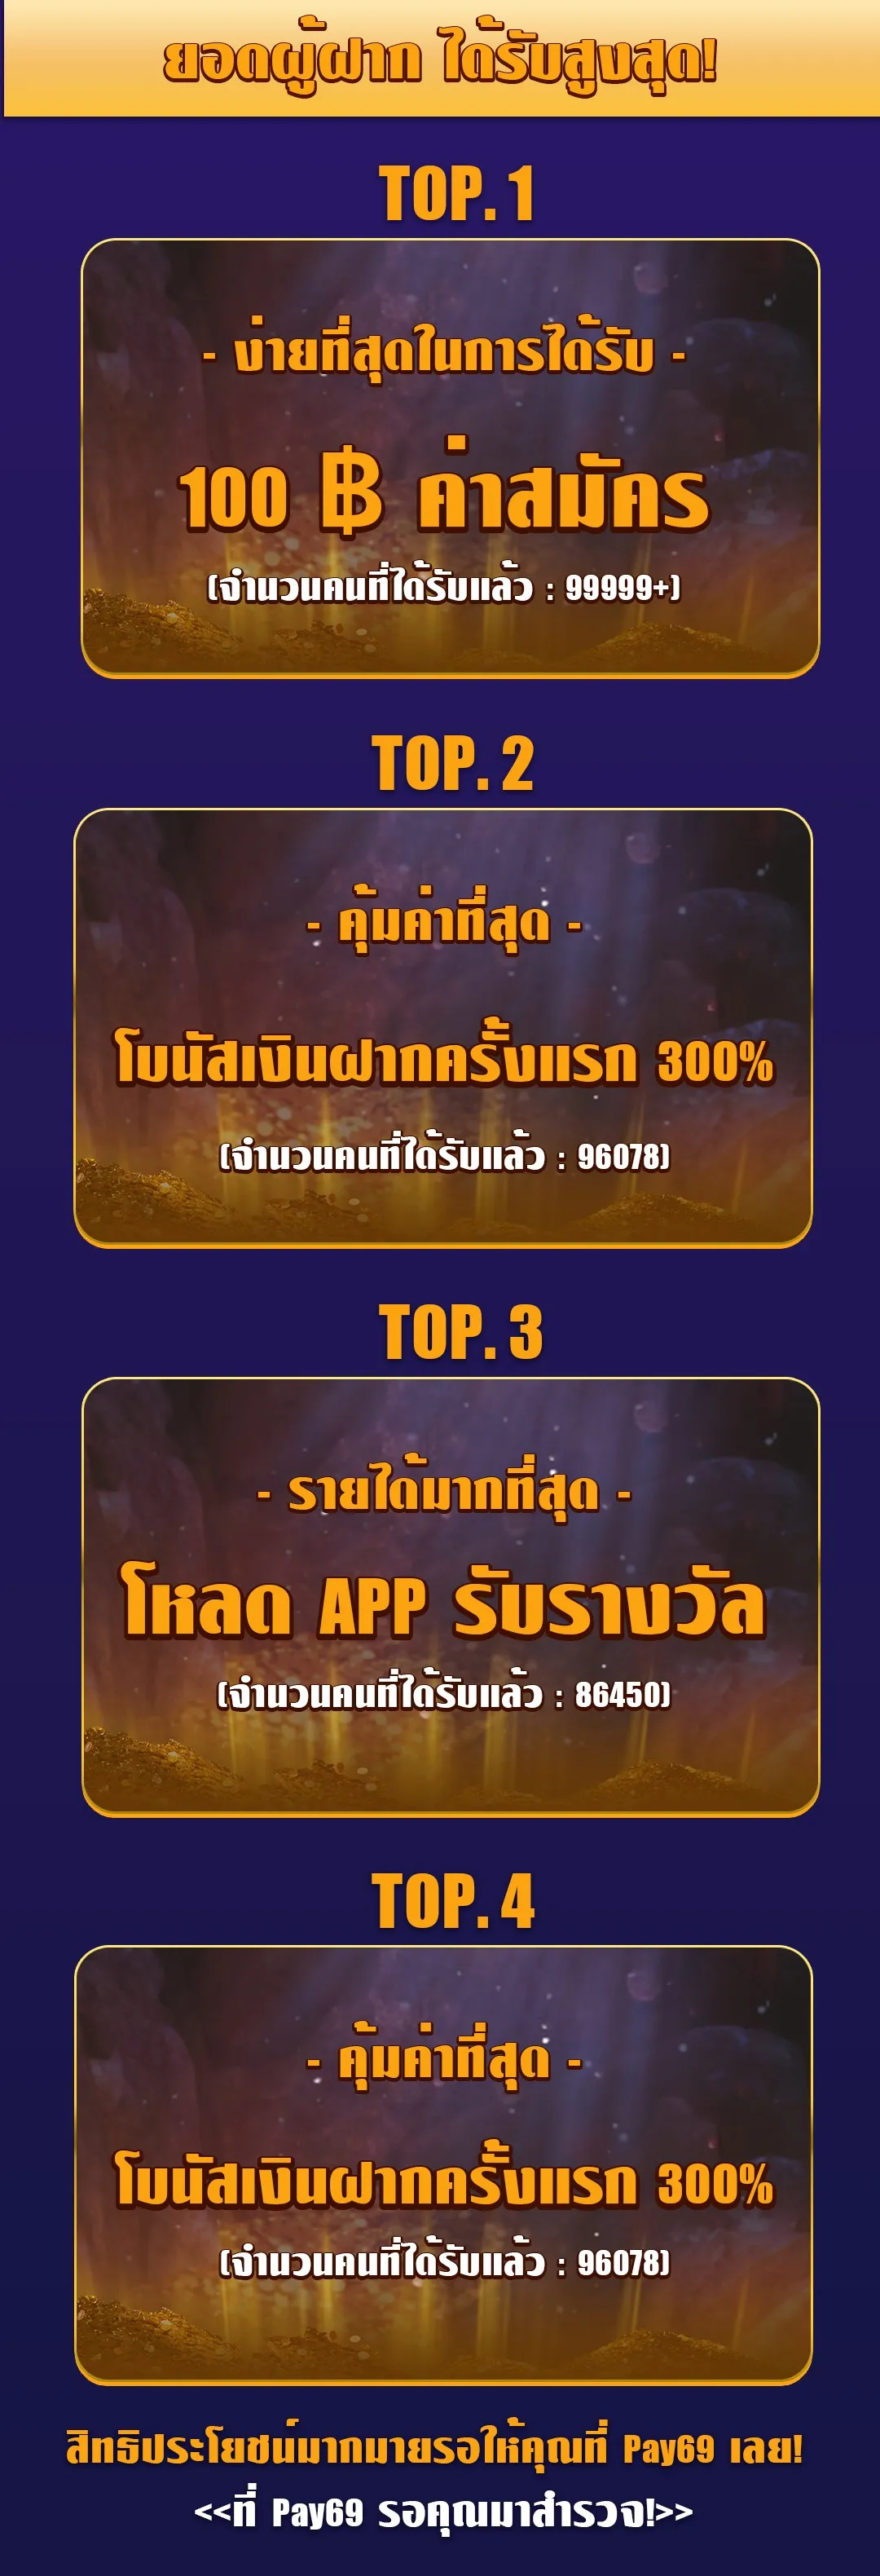 ยอดผู้ฝาก ได้รับสูงสุด!
TOP. 1
- ง่ายที่สุดในการได้รับ -
100 ฿ ค่าสมัคร
(จำนวนคนที่ได้รับแล้ว : 99999+)
TOP. 2
- คุ้มค่าที่สุด -
โบนัสเงินฝากครั้งแรก 300%
(จำนวนคนที่ได้รับแล้ว : 96078)
TOP. 3
- รายได้มากที่สุด -
โหลด APP รับรางวัล
(จำนวนคนที่ได้รับแล้ว : 86450)
TOP. 4
- คุ้มค่าที่สุด -
โบนัสเงินฝากครั้งแรก 300%
(จำนวนคนที่ได้รับแล้ว : 96078)
สิทธิประโยชน์มากมายรอให้คุณที่ Pay69 เลย!
<<ที่ Pay69 รอคุณมาสำรวจ!>>